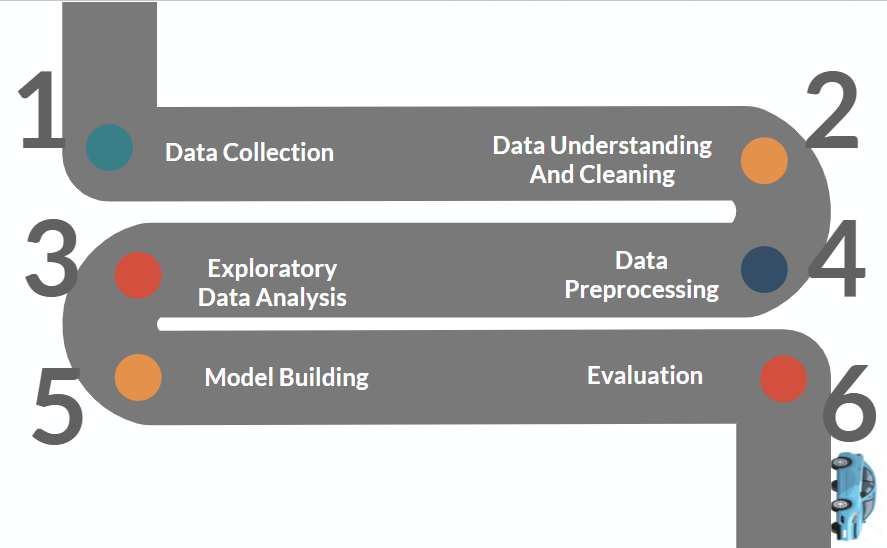 1
Data Collection
2
Data Understanding
And Cleaning
3
Exploratory
Data Analysis
4
Data
Preprocessing
5
Model Building
6
Evaluation